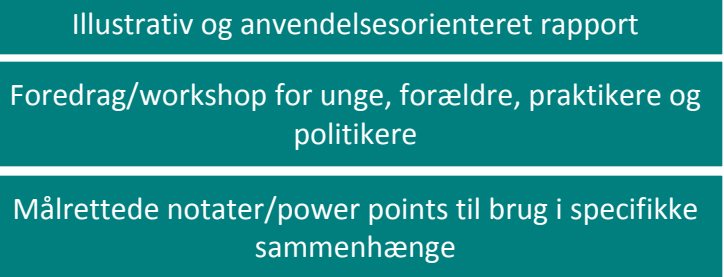 Illustrativ og anvendelsesorienteret rapport
Foredrag/workshop for unge, forældre, praktikere og
politikere
Målrettede notater/power points til brug i specifikke
sammenhænge